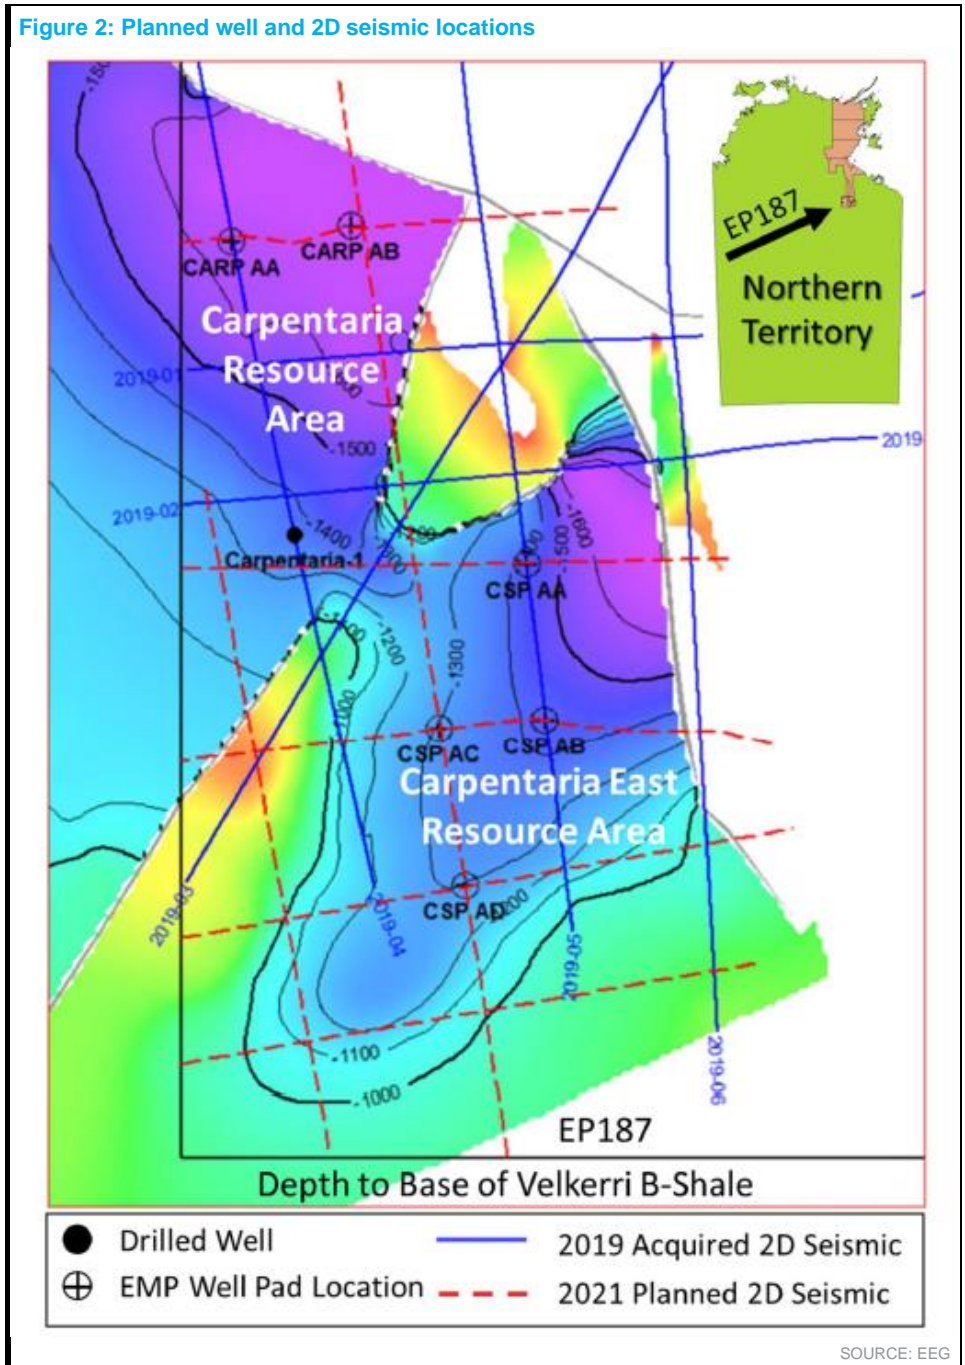 Figure 2: Planned well and 2D seismic locations
EP187
Northern
Territory
CARP AA
CARP AB
Carpentaria
Resource
Area
2019-01
-1500
2019
2019-02
-1400
-1600
-1500
Carpentaria-1
CSP AA
-1200
-1300
-1000
CSP AC
CSP AB
Carpentaria East
Resource Area
CSP AD
2019-03
2019-04
2019-05
2019-06
-1100
-1000
EP187
Depth to Base of Velkerri B-Shale
Drilled Well
2019 Acquired 2D Seismic
EMP Well Pad Location
2021 Planned 2D Seismic
SOURCE: EEG